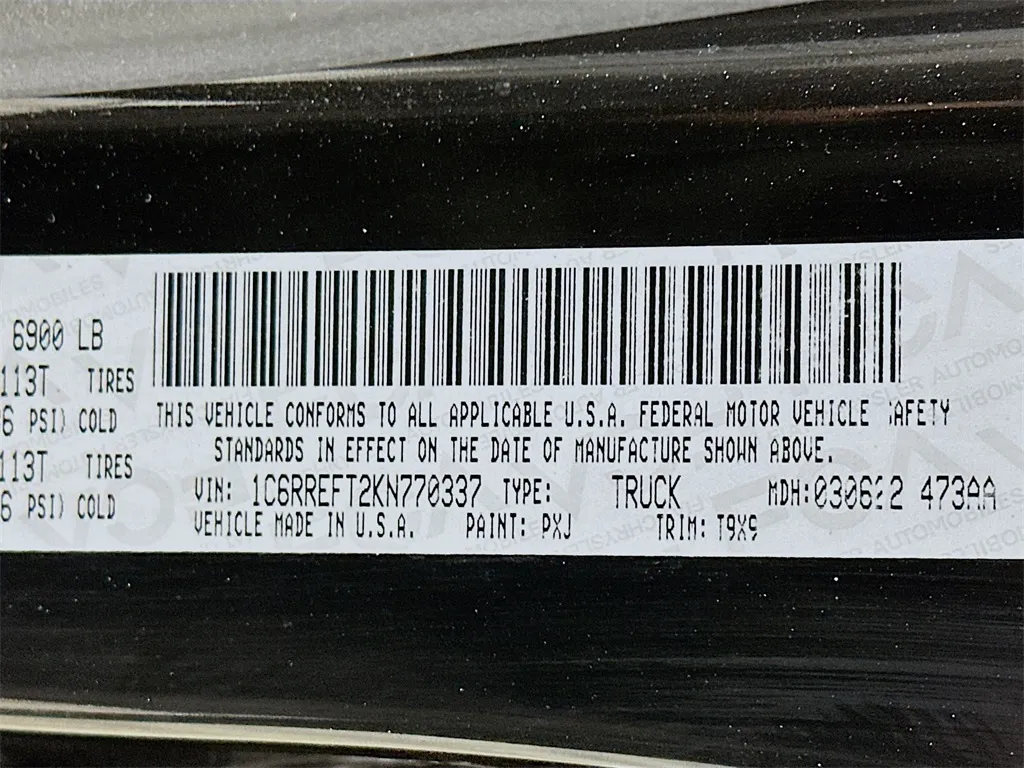 6900 LB
113T TIRES
6 PSI) COLD
113T TIRES
6 PSI) COLD
THIS VEHICLE CONFORMS TO ALL APPLICABLE U.S.A. FEDERAL MOTOR VEHICLE SAFETY
STANDARDS IN EFFECT ON THE DATE OF MANUFACTURE SHOWN ABOVE.
VIN: 1C6RREFT2KN770337 TYPE: TRUCK MDH: 473AA
VEHICLE MADE IN U.S.A. PAINT: PXJ TRIM: T9X9